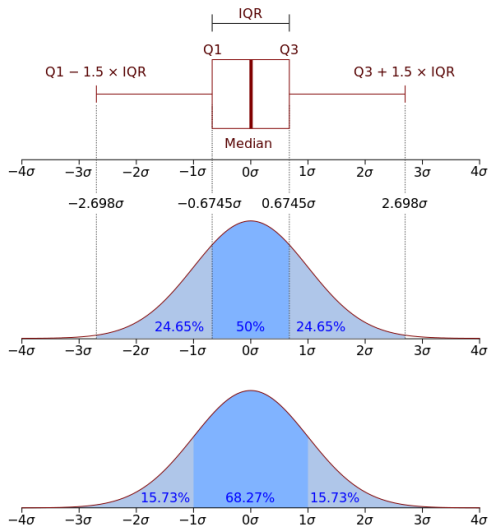 IQR
Q1 Q3
Q1 − 1.5 × IQR Q3 + 1.5 × IQR
Median
−4σ −3σ −2σ −1σ 0σ 1σ 2σ 3σ 4σ
−2.698σ −0.6745σ 0.6745σ 2.698σ
24.65% 50% 24.65%
−4σ −3σ −2σ −1σ 0σ 1σ 2σ 3σ 4σ
15.73% 68.27% 15.73%
−4σ −3σ −2σ −1σ 0σ 1σ 2σ 3σ 4σ